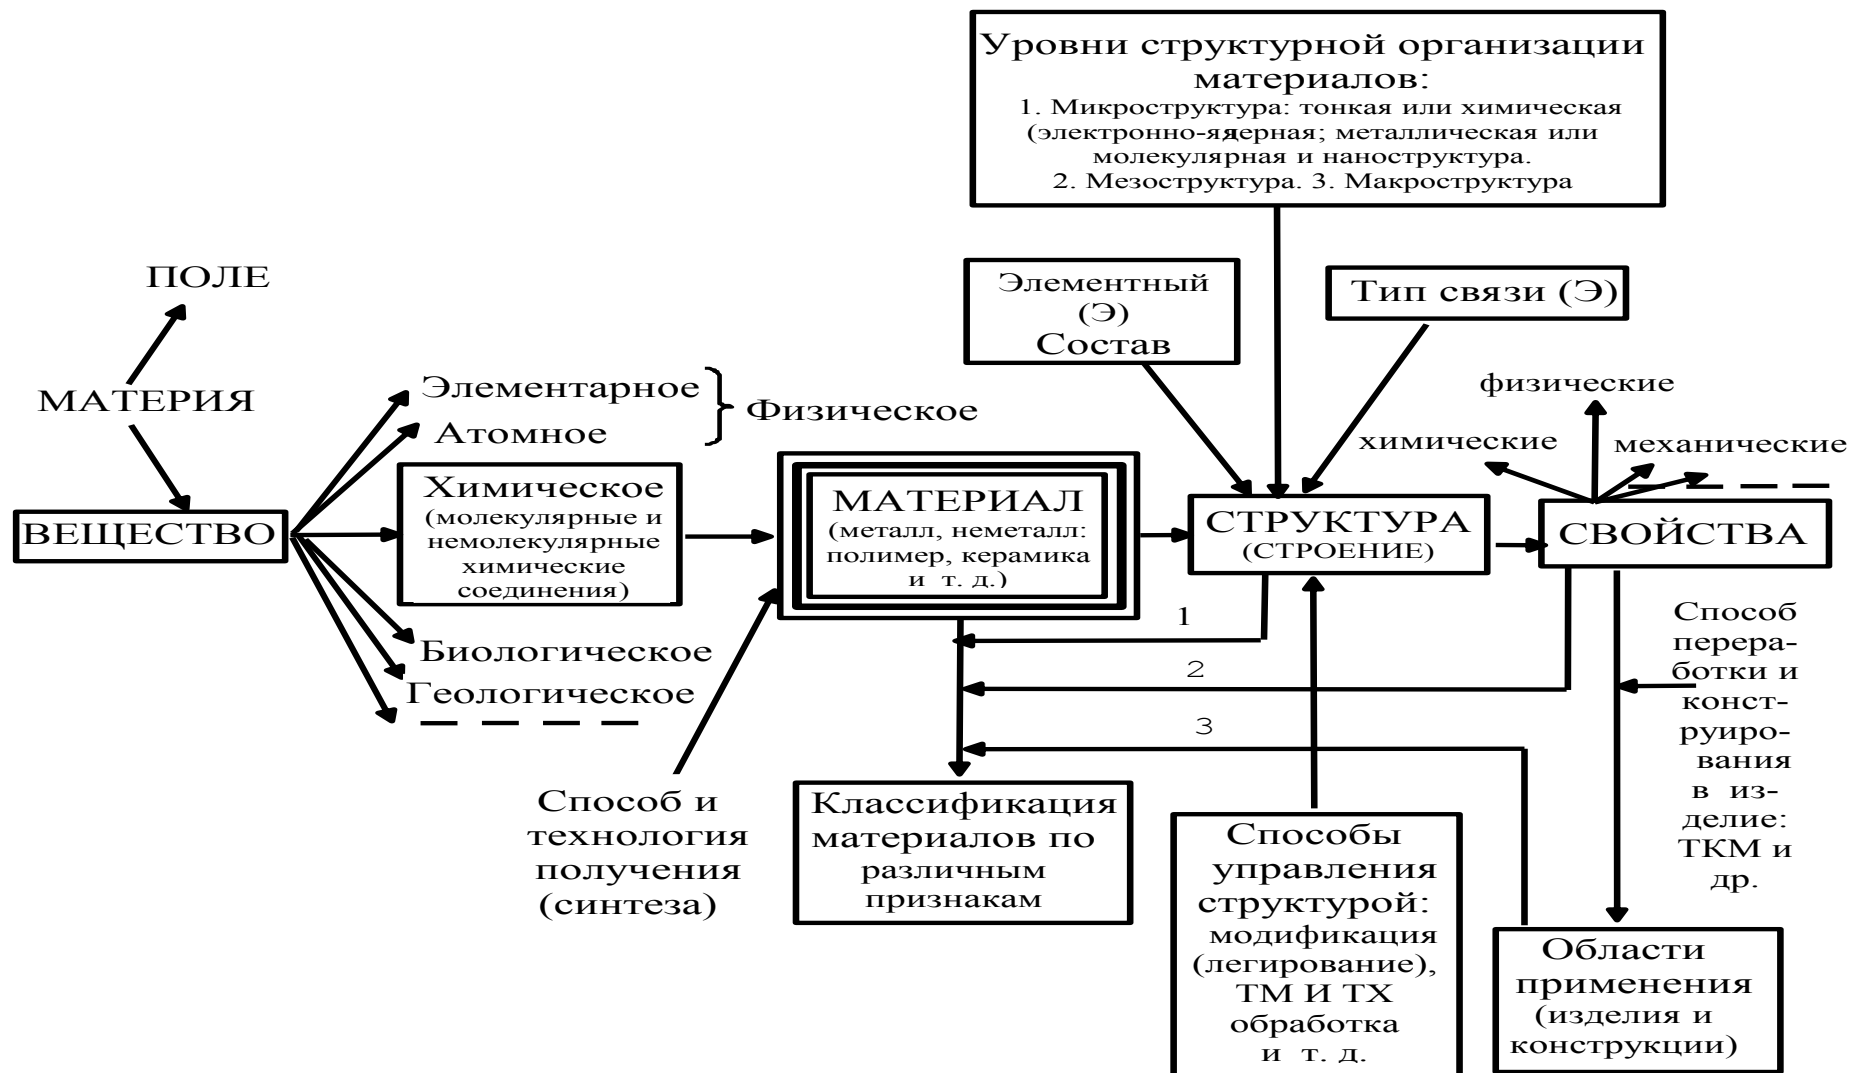 Уровни структурной организации
материалов:
1. Микроструктура: тонкая или химическая
(электронно-ядерная; металлическая или
молекулярная и наноструктура.
2. Мезоструктура. 3. Макроструктура
ПОЛЕ
МАТЕРИЯ
ВЕЩЕСТВО
Элементарное
Атомное
Физическое
Химическое
(молекулярные и
немолекулярные
химические
соединения)
Биологическое
Геологическое
Способ и
технология
получения
(синтеза)
МАТЕРИАЛ
(металл, неметалл:
полимер, керамика
и т. д.)
Элементный
(Э)
Состав
Тип связи (Э)
СТРУКТУРА
(СТРОЕНИЕ)
физические
химические
механические
СВОЙСТВА
1
2
3
Классификация
материалов по
различным
признакам
Способы
управления
структурой:
модификация
(легирование),
ТМ И ТХ
обработка
и т. д.
Способ
перера-
ботки и
конст-
руиро-
вания
в из-
делие:
ТКМ и
др.
Области
применения
(изделия и
конструкции)